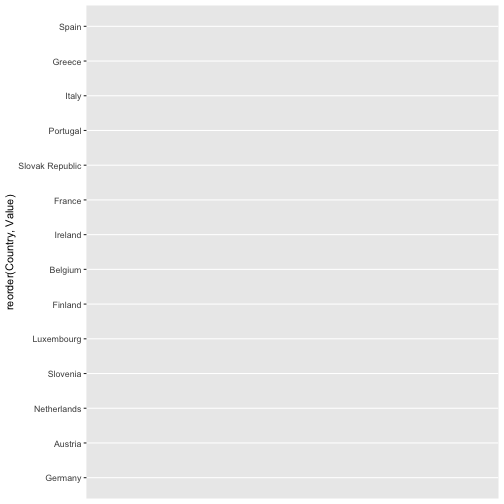 Spain
Greece
Italy
Portugal
Slovak Republic
France
Ireland
Belgium
Finland
Luxembourg
Slovenia
Netherlands
Austria
Germany
reorder(Country, Value)